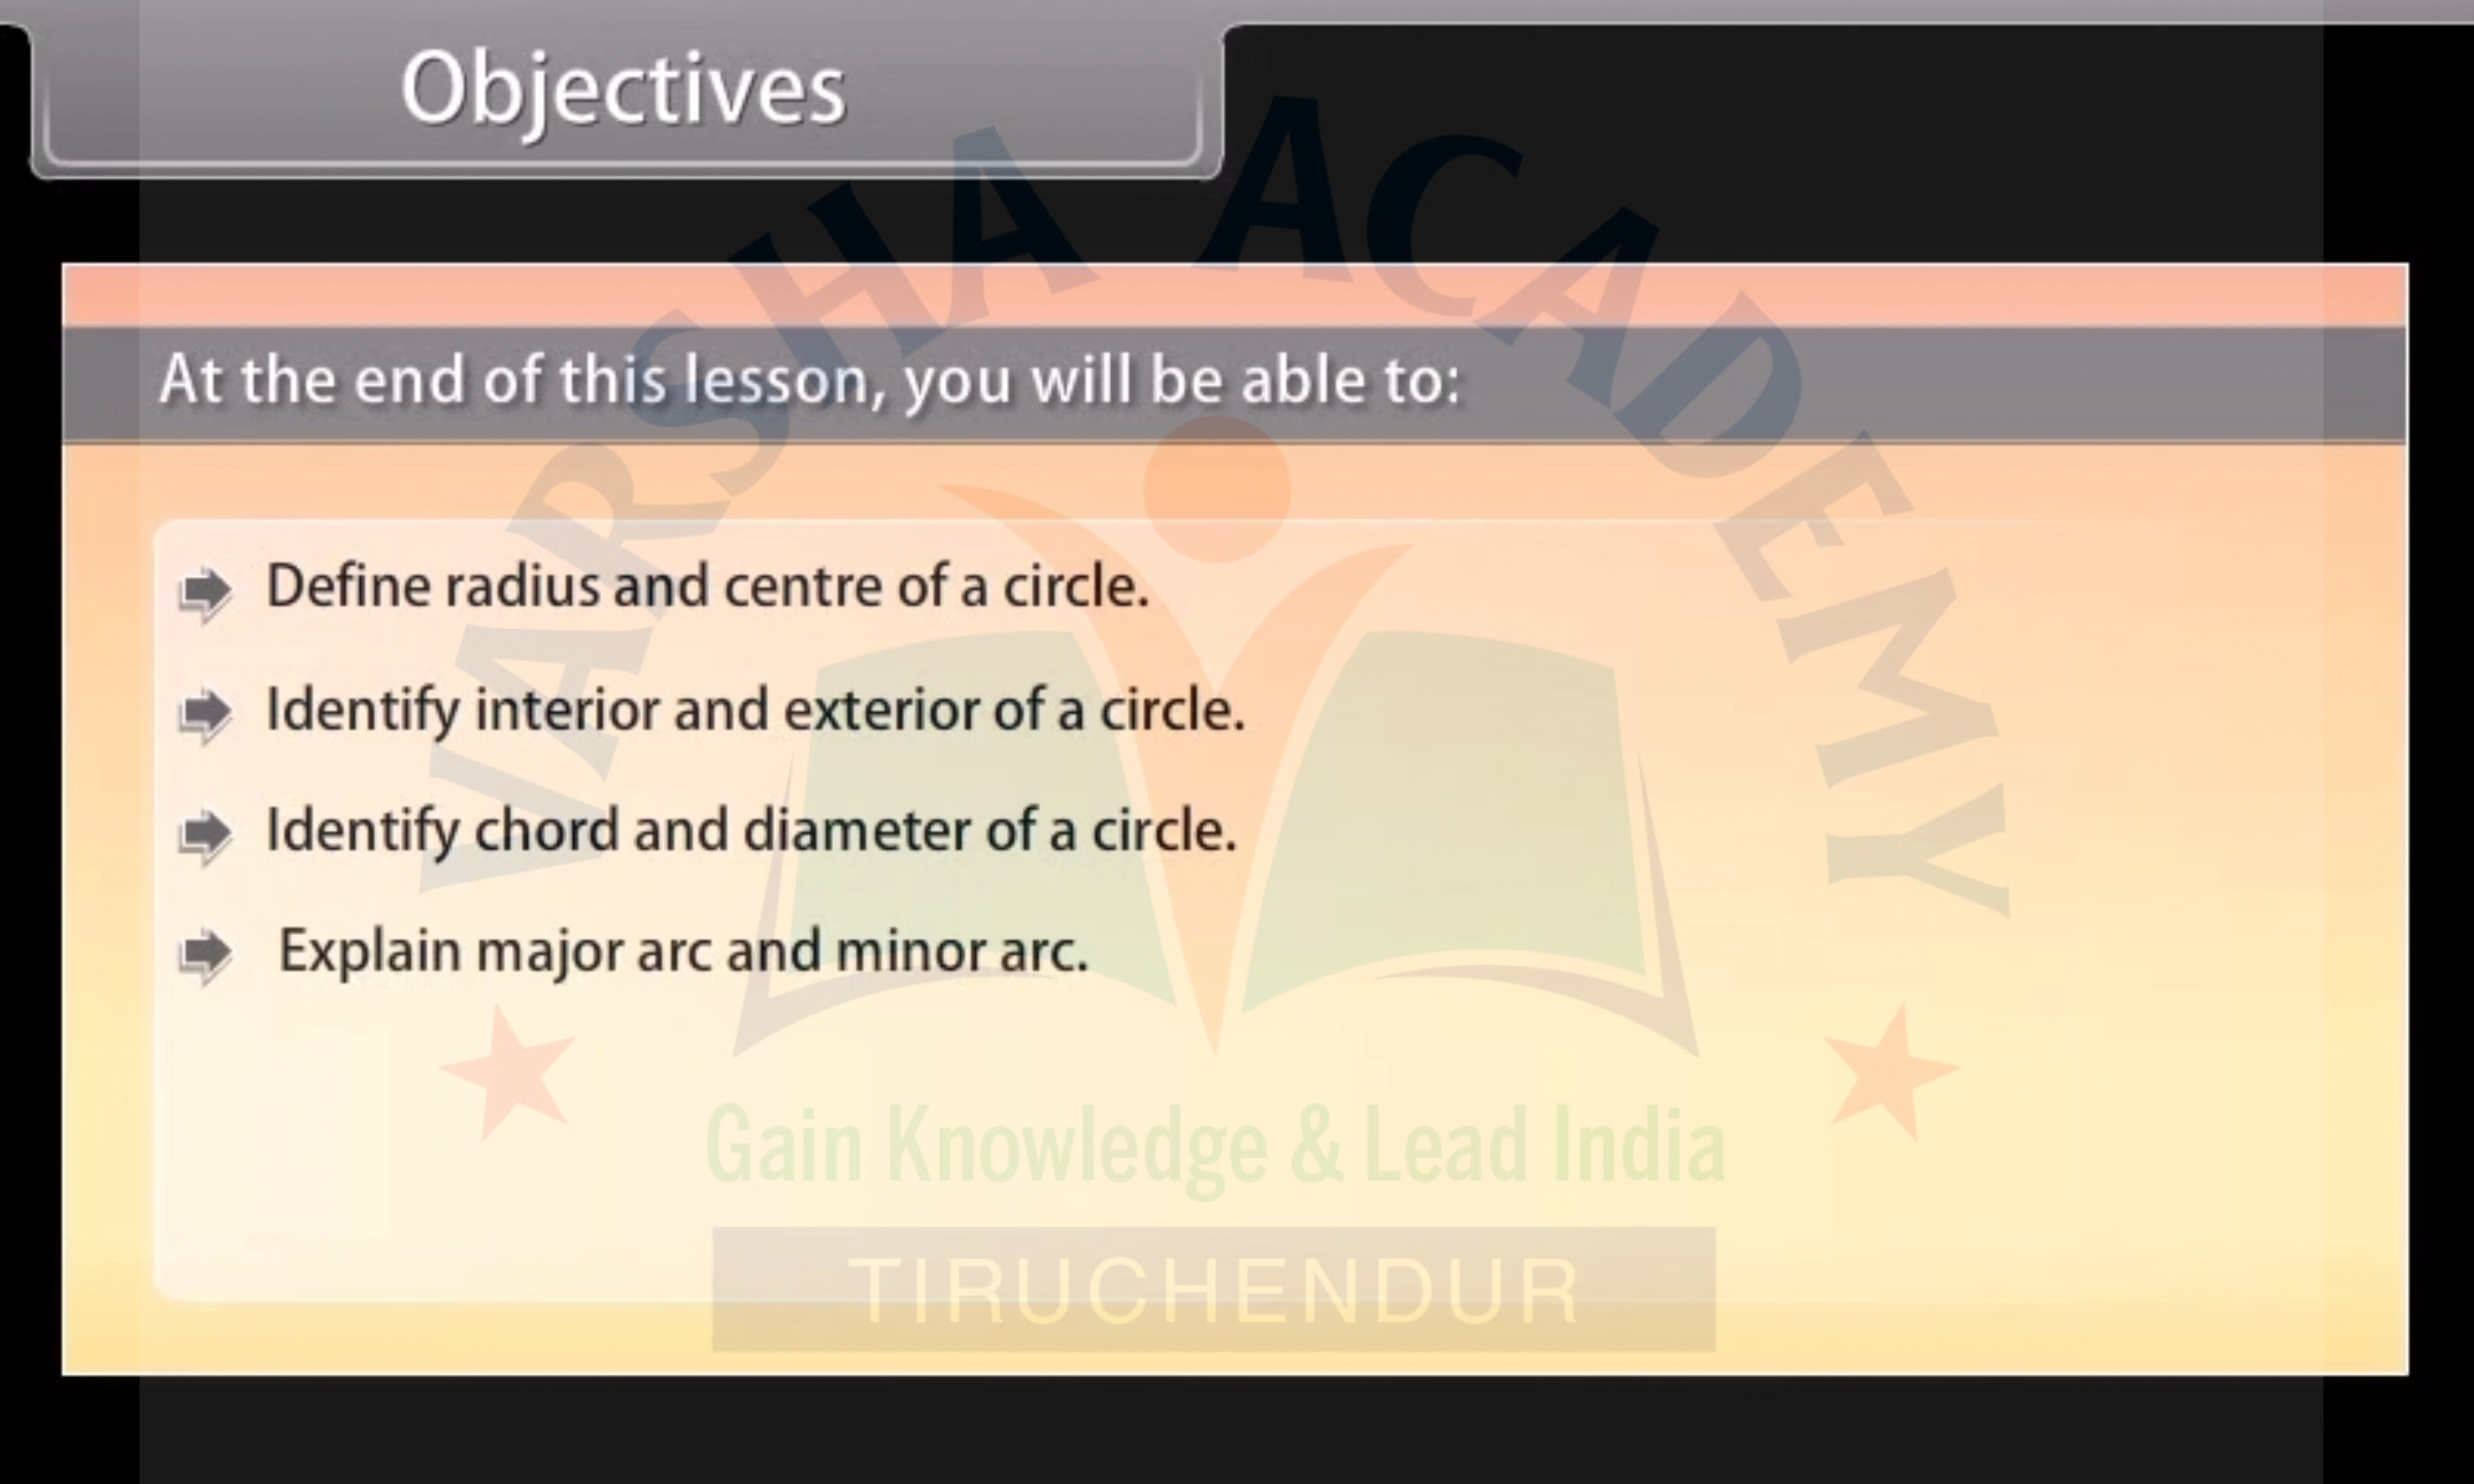 Objectives
VARSHA ACADEMY
At the end of this lesson, you will be able to:
Define radius and centre of a circle.
Identify interior and exterior of a circle.
Identify chord and diameter of a circle.
Explain major arc and minor arc.
Gain Knowledge & Lead India
TIRUCHENDUR